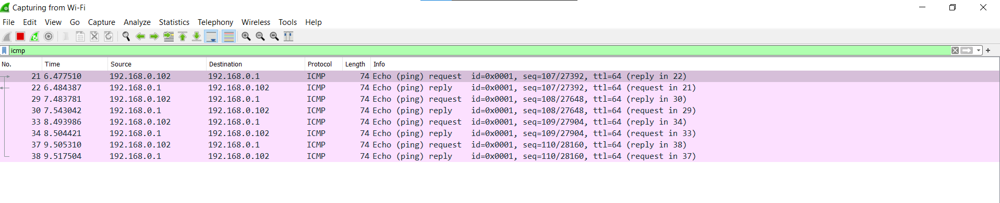 Capturing from Wi-Fi
File Edit View Go Capture Analyze Statistics Telephony Wireless Tools Help
icmp
No. Time Source Destination Protocol Length Info
21 6.477510 192.168.0.102 192.168.0.1 ICMP 74 Echo (ping) request id=0x0001, seq=107/27392, ttl=64 (reply in 22)
22 6.484387 192.168.0.1 192.168.0.102 ICMP 74 Echo (ping) reply id=0x0001, seq=107/27392, ttl=64 (request in 21)
29 7.483781 192.168.0.102 192.168.0.1 ICMP 74 Echo (ping) request id=0x0001, seq=108/27648, ttl=64 (reply in 30)
30 7.543042 192.168.0.1 192.168.0.102 ICMP 74 Echo (ping) reply id=0x0001, seq=108/27648, ttl=64 (request in 29)
33 8.493986 192.168.0.102 192.168.0.1 ICMP 74 Echo (ping) request id=0x0001, seq=109/27904, ttl=64 (reply in 34)
34 8.504421 192.168.0.1 192.168.0.102 ICMP 74 Echo (ping) reply id=0x0001, seq=109/27904, ttl=64 (request in 33)
37 9.505310 192.168.0.102 192.168.0.1 ICMP 74 Echo (ping) request id=0x0001, seq=110/28160, ttl=64 (reply in 38)
38 9.517504 192.168.0.1 192.168.0.102 ICMP 74 Echo (ping) reply id=0x0001, seq=110/28160, ttl=64 (request in 37)